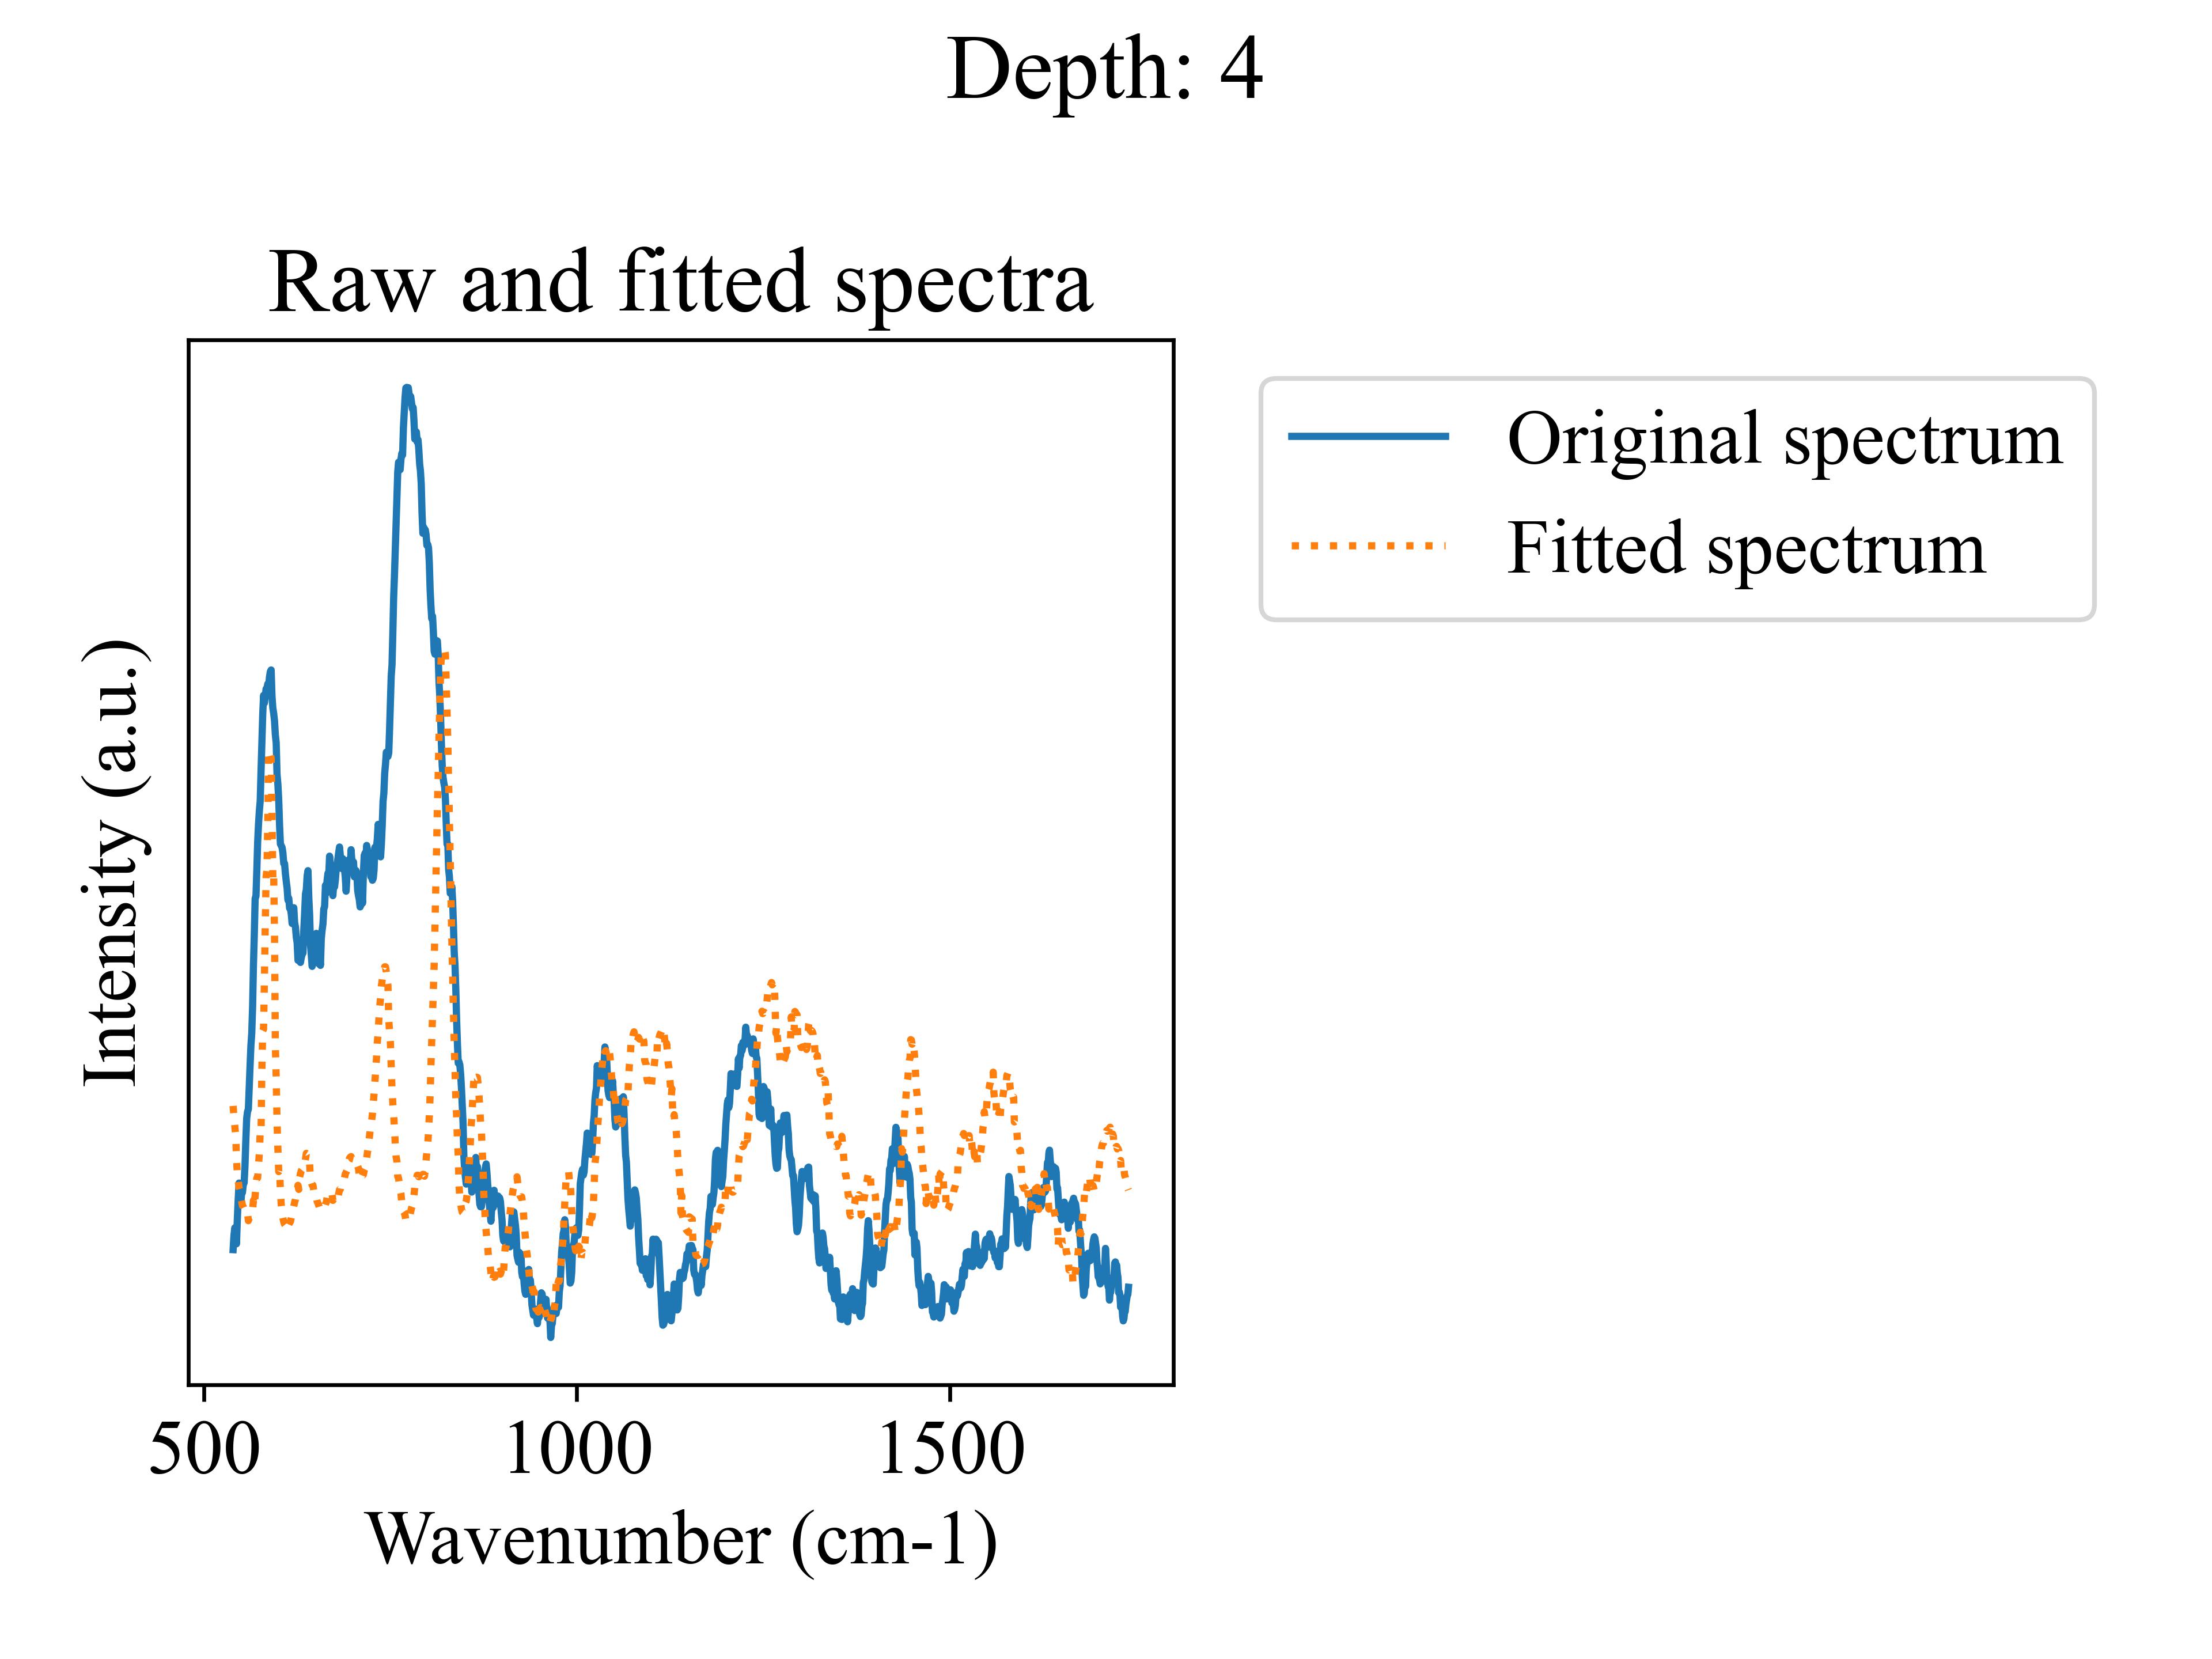 Depth: 4
Raw and fitted spectra
Original spectrum
Fitted spectrum
Intensity (a.u.)
500 1000 1500
Wavenumber (cm-1)